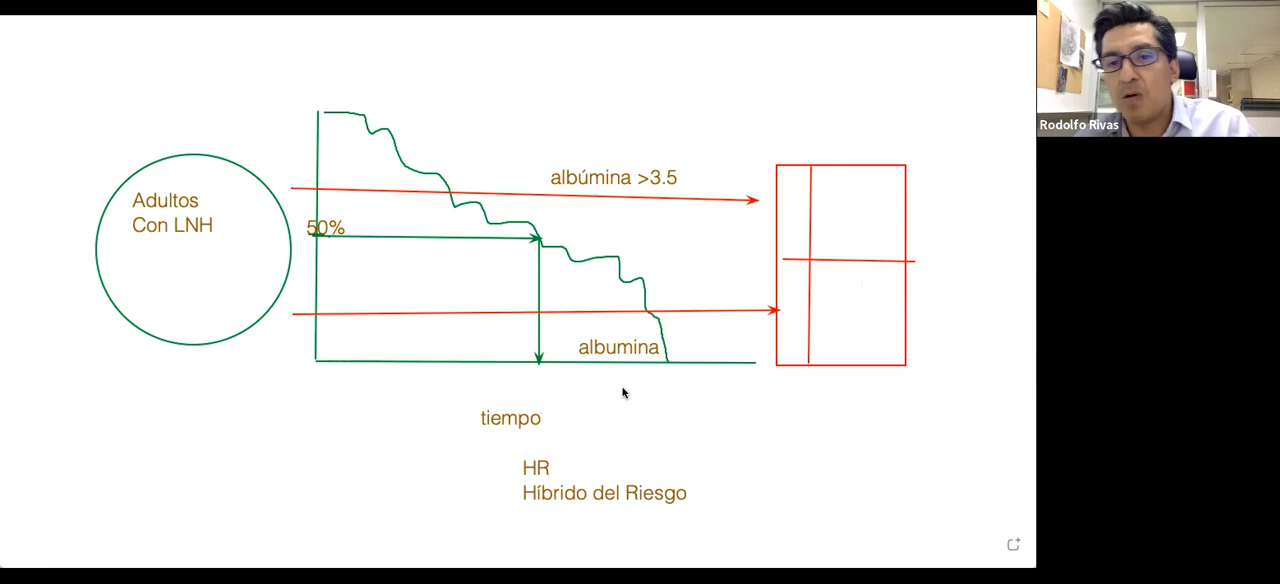 Rodolfo Rivas
albúmina >3.5
Adultos
Con LNH
50%
albumina
tiempo
HR
Híbrido del Riesgo